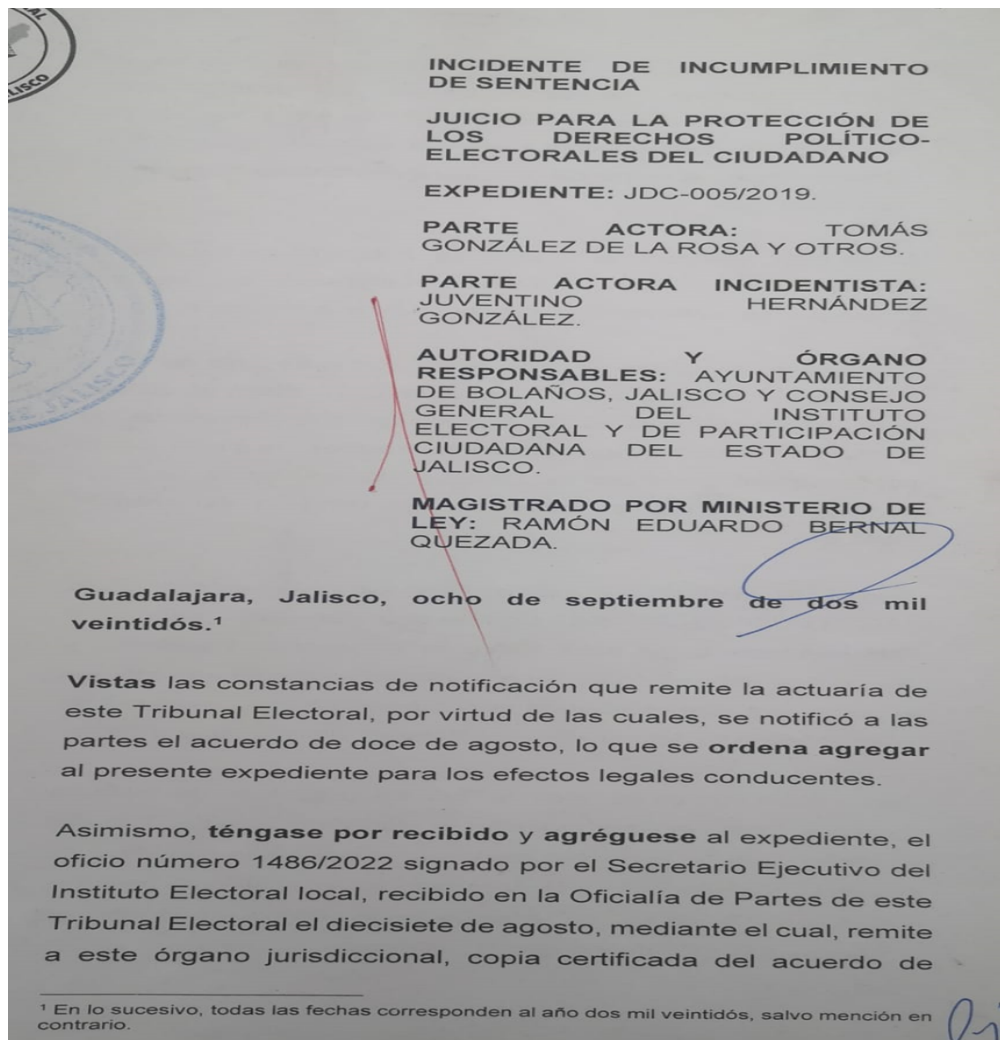 LISCO
DE JALISCO
INCIDENTE DE INCUMPLIMIENTO
DE SENTENCIA
JUICIO PARA LA PROTECCIÓN DE
LOS DERECHOS POLÍTICO-
ELECTORALES DEL CIUDADANO
EXPEDIENTE: JDC-005/2019.
PARTE ACTORA: TOMÁS
GONZÁLEZ DE LA ROSA Y OTROS.
PARTE ACTORA INCIDENTISTA:
JUVENTINO HERNÁNDEZ
GONZÁLEZ.
AUTORIDAD Y ÓRGANO
RESPONSABLES: AYUNTAMIENTO
DE BOLAÑOS, JALISCO Y CONSEJO
GENERAL DEL INSTITUTO
ELECTORAL Y DE PARTICIPACIÓN
CIUDADANA DEL ESTADO DE
JALISCO.
MAGISTRADO POR MINISTERIO DE
LEY: RAMÓN EDUARDO BERNAL
QUEZADA.
Guadalajara, Jalisco, ocho de septiembre de dos mil
veintidós.¹
Vistas las constancias de notificación que remite la actuaría de
este Tribunal Electoral, por virtud de las cuales, se notificó a las
partes el acuerdo de doce de agosto, lo que se ordena agregar
al presente expediente para los efectos legales conducentes.
Asimismo, téngase por recibido y agréguese al expediente, el
oficio número 1486/2022 signado por el Secretario Ejecutivo del
Instituto Electoral local, recibido en la Oficialía de Partes de este
Tribunal Electoral el diecisiete de agosto, mediante el cual, remite
a este órgano jurisdiccional, copia certificada del acuerdo de
¹ En lo sucesivo, todas las fechas corresponden al año dos mil veintidós, salvo mención en
contrario.